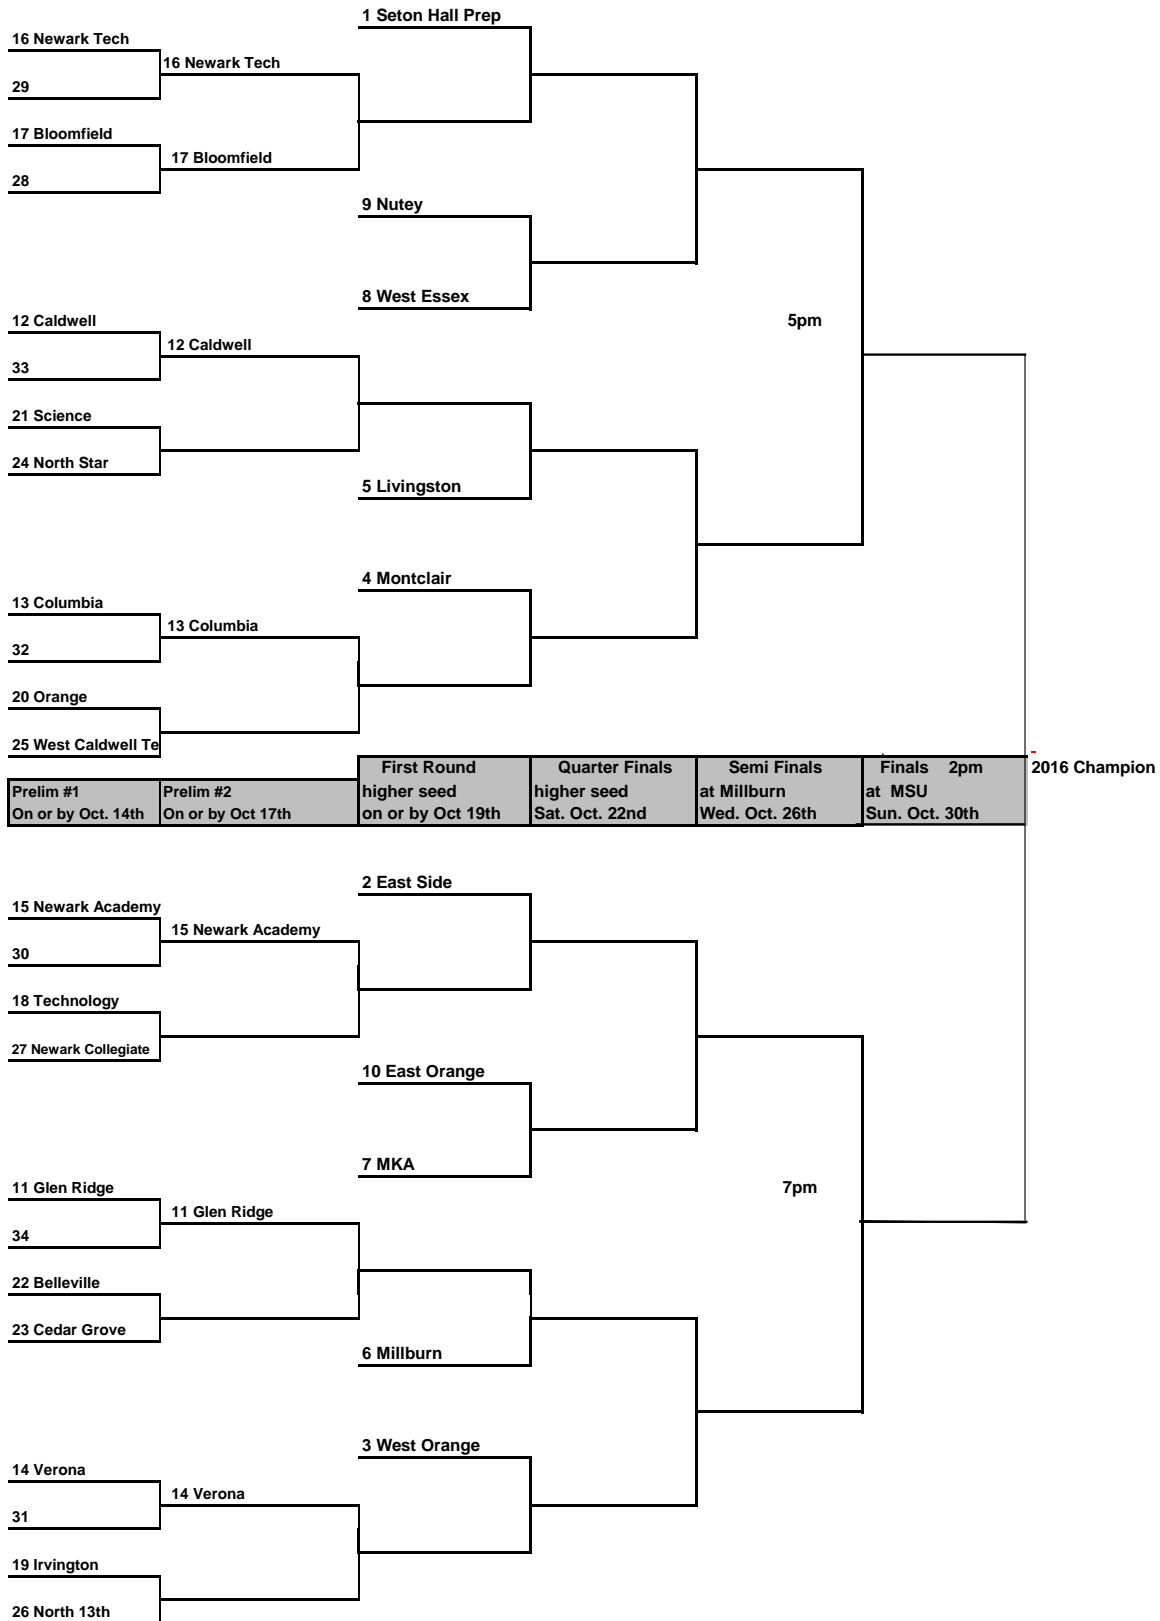 1 Seton Hall Prep
16 Newark Tech
16 Newark Tech
29
17 Bloomfield
17 Bloomfield
28
9 Nutey
8 West Essex
12 Caldwell
5pm
12 Caldwell
33
21 Science
24 North Star
5 Livingston
4 Montclair
13 Columbia
13 Columbia
32
20 Orange
25 West Caldwell Te
First Round Quarter Finals Semi Finals Finals 2pm 2016 Champion
Prelim #1 Prelim #2 higher seed higher seed at Millburn at MSU
On or by Oct. 14th On or by Oct 17th on or by Oct 19th Sat. Oct. 22nd Wed. Oct. 26th Sun. Oct. 30th
2 East Side
15 Newark Academy
15 Newark Academy
30
18 Technology
27 Newark Collegiate
10 East Orange
7 MKA
11 Glen Ridge
7pm
11 Glen Ridge
34
22 Belleville
23 Cedar Grove
6 Millburn
3 West Orange
14 Verona
14 Verona
31
19 Irvington
26 North 13th